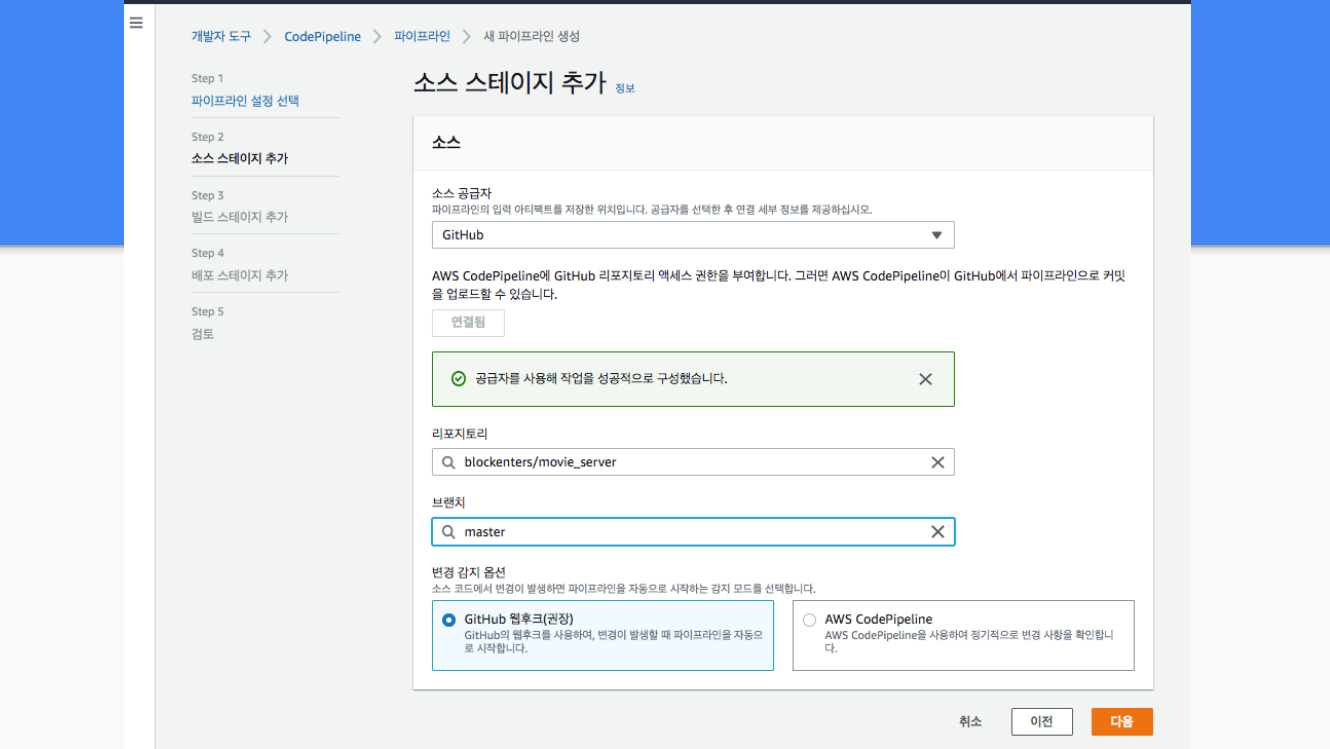 개발자 도구 > CodePipeline > 파이프라인 > 새 파이프라인 생성
Step 1
파이프라인 설정 선택
Step 2
소스 스테이지 추가
Step 3
빌드 스테이지 추가
Step 4
배포 스테이지 추가
Step 5
검토
소스 스테이지 추가 정보
소스
소스 공급자
파이프라인의 입력 아티팩트를 저장한 위치입니다. 공급자를 선택한 후 연결 세부 정보를 제공하십시오.
GitHub
AWS CodePipeline에 GitHub 리포지토리 액세스 권한을 부여합니다. 그러면 AWS CodePipeline이 GitHub에서 파이프라인으로 커밋
을 업로드할 수 있습니다.
연결됨
공급자를 사용해 작업을 성공적으로 구성했습니다.
리포지토리
blockenters/movie_server
브랜치
master
변경 감지 옵션
소스 코드에서 변경이 발생하면 파이프라인을 자동으로 시작하는 감지 모드를 선택합니다.
GitHub 웹후크(권장)
GitHub의 웹후크를 사용하여, 변경이 발생할 때 파이프라인을 자동으
로 시작합니다.
AWS CodePipeline
AWS CodePipeline을 사용하여 정기적으로 변경 사항을 확인합니
다.
취소 이전 다음